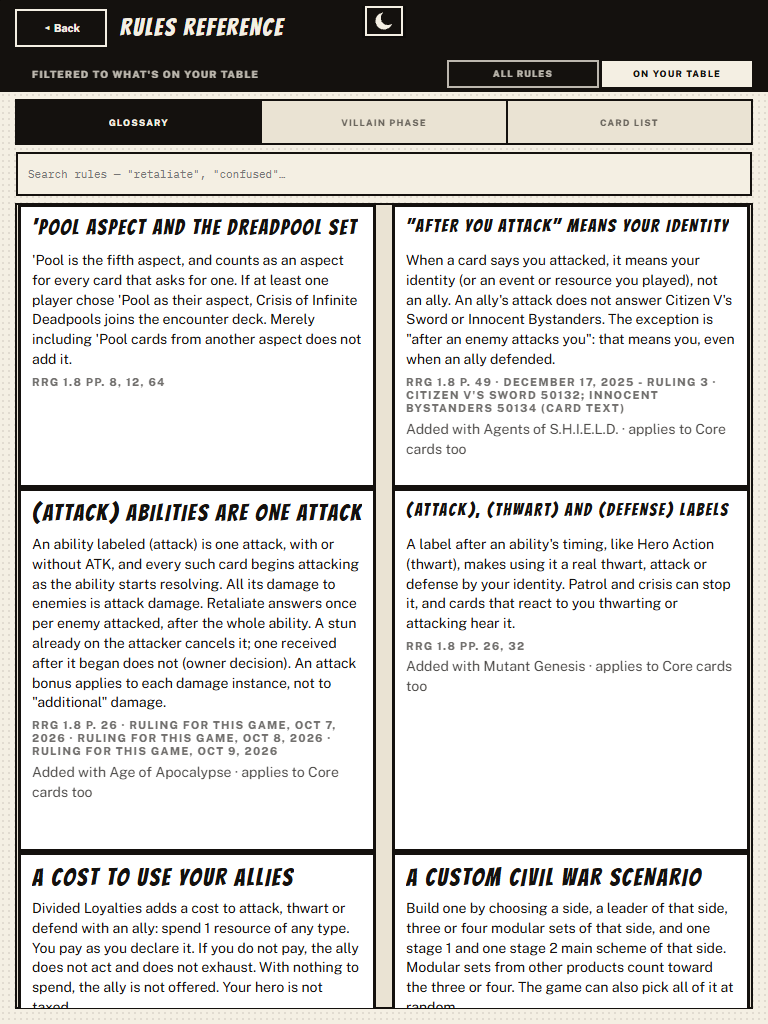 ◂ Back
RULES REFERENCE
FILTERED TO WHAT'S ON YOUR TABLE
ALL RULES
ON YOUR TABLE
GLOSSARY
VILLAIN PHASE
CARD LIST
Search rules — "retaliate", "confused"…
'POOL ASPECT AND THE DREADPOOL SET
'Pool is the fifth aspect, and counts as an aspect
for every card that asks for one. If at least one
player chose 'Pool as their aspect, Crisis of Infinite
Deadpools joins the encounter deck. Merely
including 'Pool cards from another aspect does not
add it.
RRG 1.8 PP. 8, 12, 64
"AFTER YOU ATTACK" MEANS YOUR IDENTITY
When a card says you attacked, it means your
identity (or an event or resource you played), not
an ally. An ally's attack does not answer Citizen V's
Sword or Innocent Bystanders. The exception is
"after an enemy attacks you": that means you, even
when an ally defended.
RRG 1.8 P. 49 · DECEMBER 17, 2025 - RULING 3 ·
CITIZEN V'S SWORD 50132; INNOCENT
BYSTANDERS 50134 (CARD TEXT)
Added with Agents of S.H.I.E.L.D. · applies to Core
cards too
(ATTACK) ABILITIES ARE ONE ATTACK
An ability labeled (attack) is one attack, with or
without ATK, and every such card begins attacking
as the ability starts resolving. All its damage to
enemies is attack damage. Retaliate answers once
per enemy attacked, after the whole ability. A stun
already on the attacker cancels it; one received
after it began does not (owner decision). An attack
bonus applies to each damage instance, not to
"additional" damage.
RRG 1.8 P. 26 · RULING FOR THIS GAME, OCT 7,
2026 · RULING FOR THIS GAME, OCT 8, 2026 ·
RULING FOR THIS GAME, OCT 9, 2026
Added with Age of Apocalypse · applies to Core
cards too
(ATTACK), (THWART) AND (DEFENSE) LABELS
A label after an ability's timing, like Hero Action
(thwart), makes using it a real thwart, attack or
defense by your identity. Patrol and crisis can stop
it, and cards that react to you thwarting or
attacking hear it.
RRG 1.8 PP. 26, 32
Added with Mutant Genesis · applies to Core cards
too
A COST TO USE YOUR ALLIES
Divided Loyalties adds a cost to attack, thwart or
defend with an ally: spend 1 resource of any type.
You pay as you declare it. If you do not pay, the ally
does not act and does not exhaust. With nothing to
spend, the ally is not offered. Your hero is not
taxed.
A CUSTOM CIVIL WAR SCENARIO
Build one by choosing a side, a leader of that side,
three or four modular sets of that side, and one
stage 1 and one stage 2 main scheme of that side.
Modular sets from other products count toward
the three or four. The game can also pick all of it at
random.